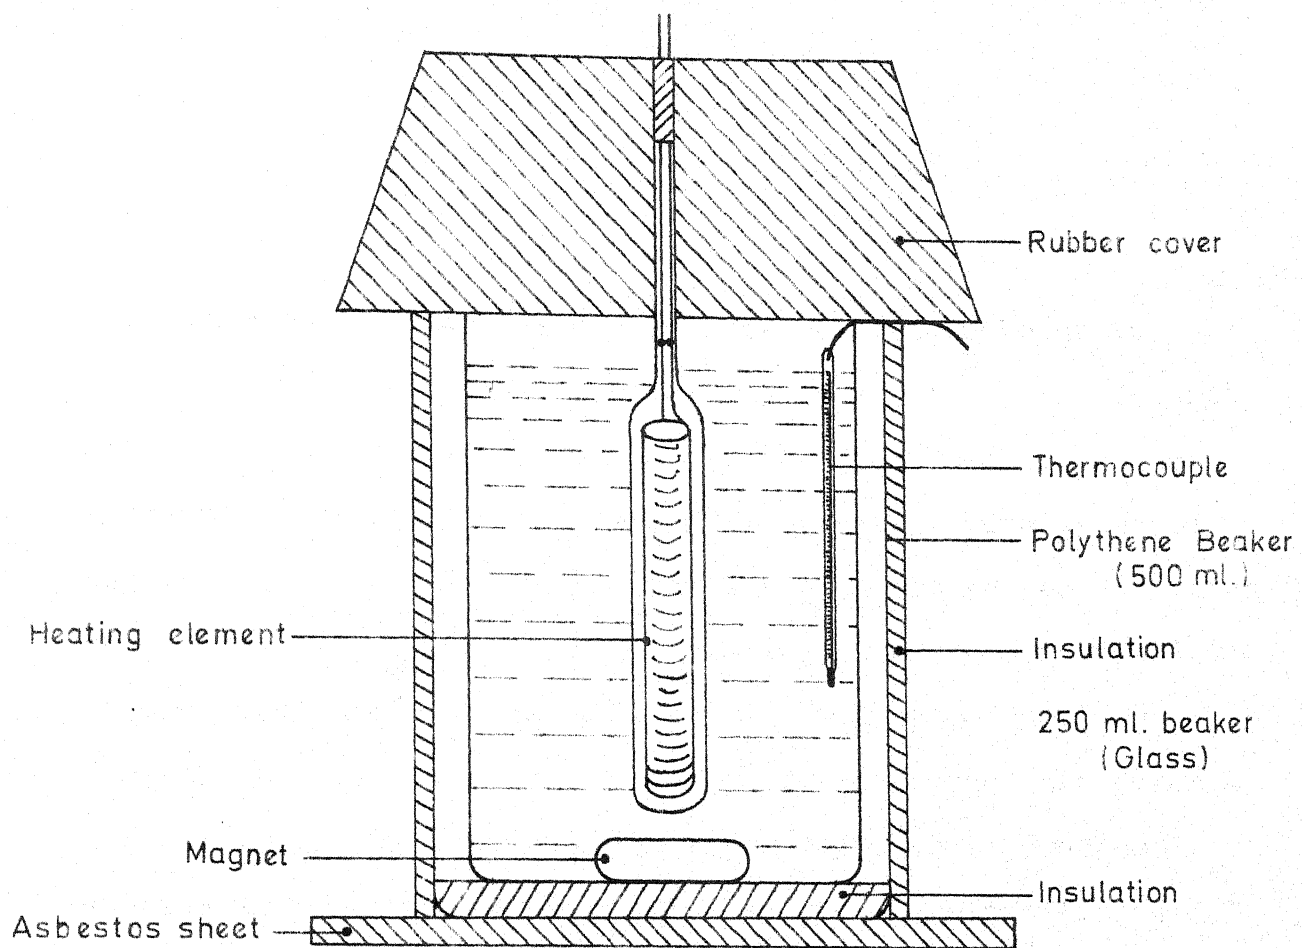 Rubber cover
Thermocouple
Polythene Beaker
(500 ml.)
Heating element
Insulation
250 ml. beaker
(Glass)
Magnet
Insulation
Asbestos sheet